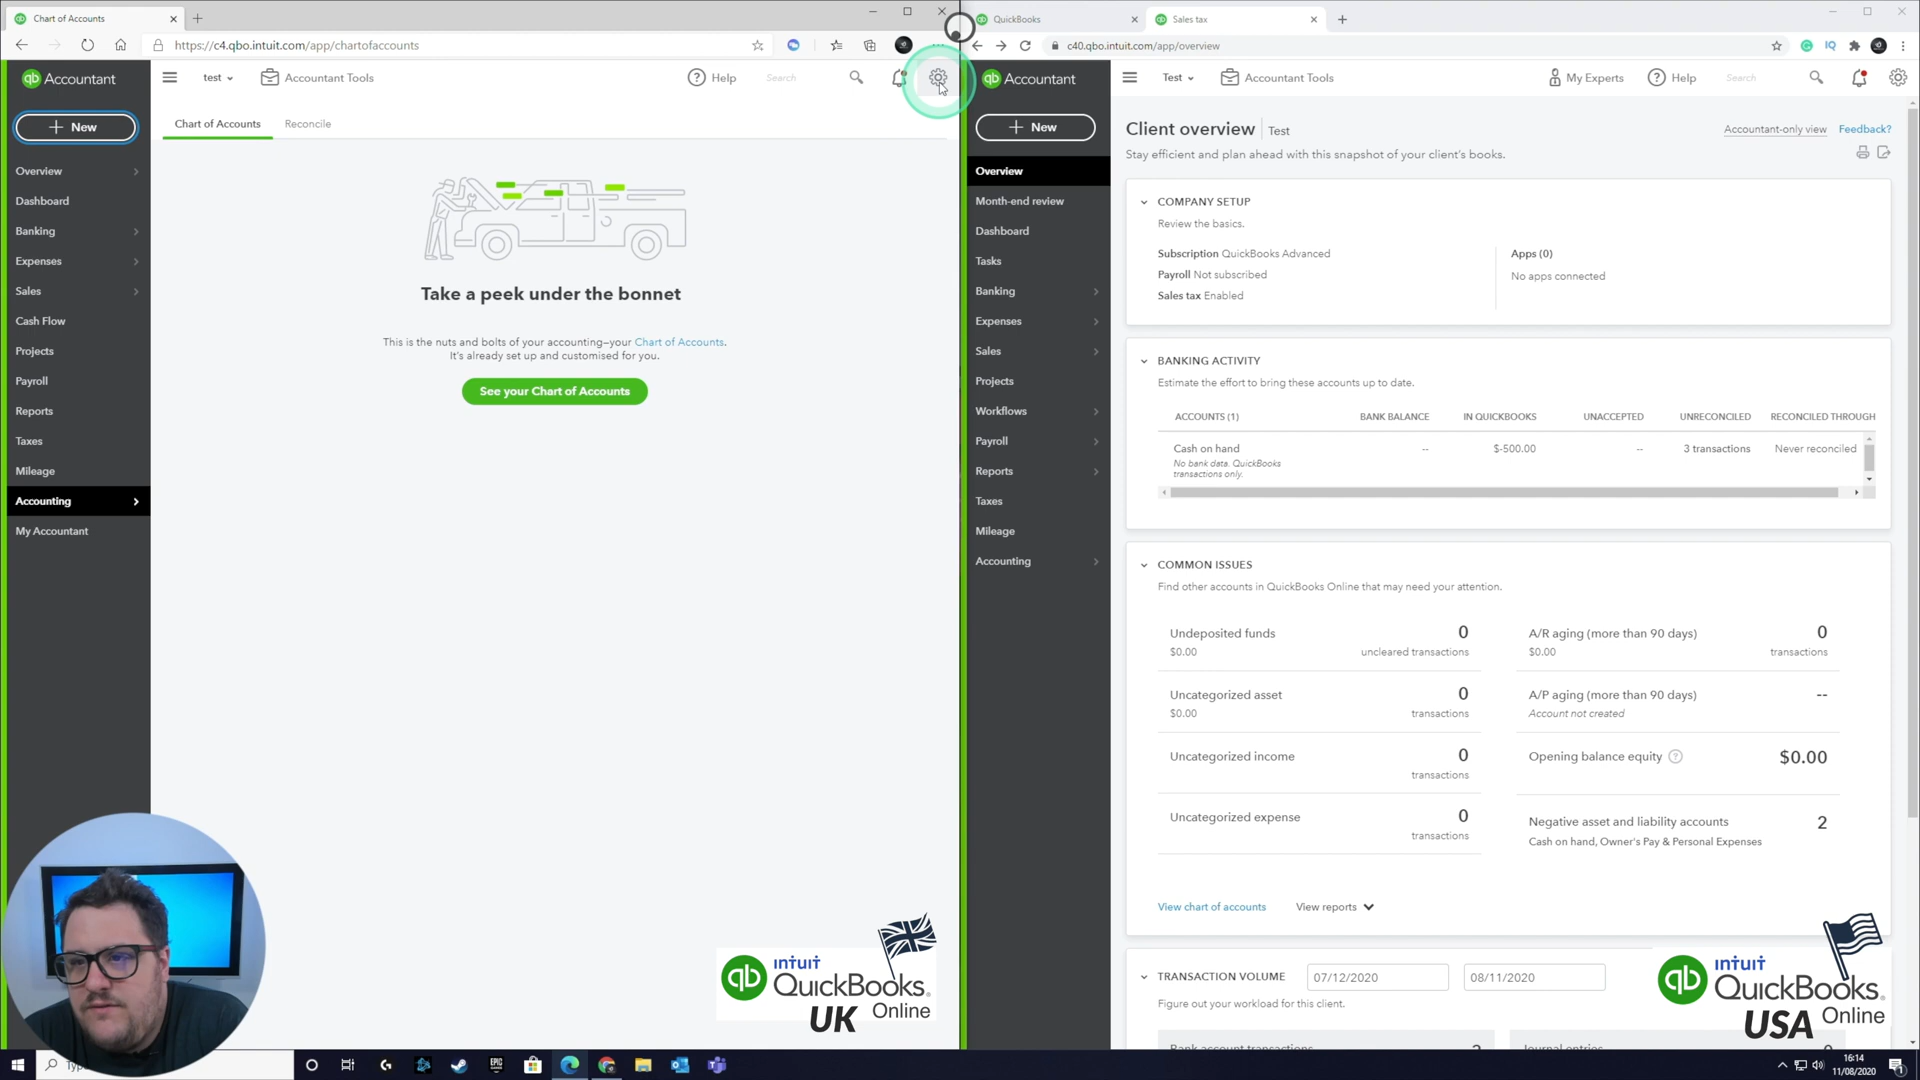 Chart of Accounts
https://c4.qbo.intuit.com/app/chartofaccounts
qb Accountant
test
Accountant Tools
Help
Search
New
Chart of Accounts
Reconcile
Overview
Dashboard
Banking
Expenses
Sales
Cash Flow
Projects
Payroll
Reports
Taxes
Mileage
Accounting
My Accountant
Take a peek under the bonnet
This is the nuts and bolts of your accounting—your Chart of Accounts.
It's already set up and customised for you.
See your Chart of Accounts
qb
intuit
QuickBooks.
Online
UK
QuickBooks
Sales tax
c40.qbo.intuit.com/app/overview
IQ
qb Accountant
Test
Accountant Tools
My Experts
Help
Search
New
Overview
Month-end review
Dashboard
Tasks
Banking
Expenses
Sales
Projects
Workflows
Payroll
Reports
Taxes
Mileage
Accounting
Client overview
Test
Accountant-only view
Feedback?
Stay efficient and plan ahead with this snapshot of your client's books.
COMPANY SETUP
Review the basics.
Subscription QuickBooks Advanced
Payroll Not subscribed
Sales tax Enabled
Apps (0)
No apps connected
BANKING ACTIVITY
Estimate the effort to bring these accounts up to date.
ACCOUNTS (1) BANK BALANCE IN QUICKBOOKS UNACCEPTED UNRECONCILED RECONCILED THROUGH
Cash on hand -- $-500.00 -- 3 transactions Never reconciled
No bank data. QuickBooks
transactions only.
COMMON ISSUES
Find other accounts in QuickBooks Online that may need your attention.
Undeposited funds 0
$0.00 uncleared transactions
A/R aging (more than 90 days) 0
$0.00 transactions
Uncategorized asset 0
$0.00 transactions
A/P aging (more than 90 days) --
Account not created
Uncategorized income 0
transactions
Opening balance equity ? $0.00
Uncategorized expense 0
transactions
Negative asset and liability accounts 2
Cash on hand, Owner's Pay & Personal Expenses
View chart of accounts
View reports
TRANSACTION VOLUME
07/12/2020
08/11/2020
Figure out your workload for this client.
Bank account transactions
Journal entries
qb
intuit
QuickBooks.
Online
USA
EPIC
16:14
11/08/2020